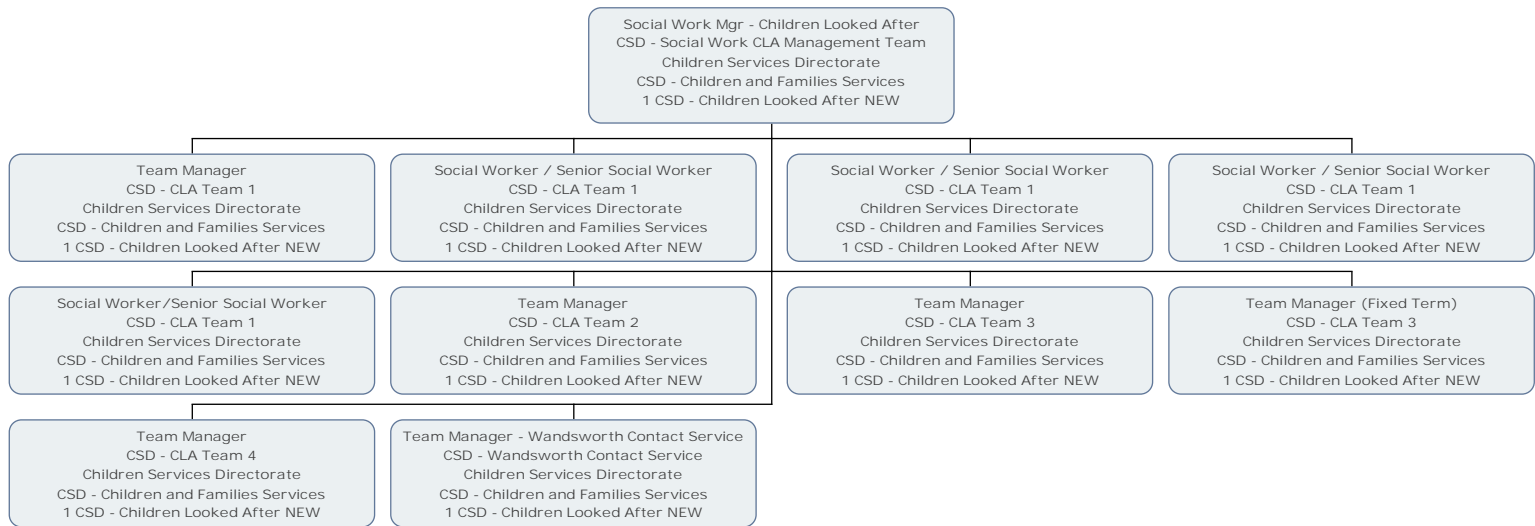 Social Work Mgr - Children Looked After
CSD - Social Work CLA Management Team
Children Services Directorate
CSD - Children and Families Services
1 CSD - Children Looked After NEW
Team Manager
CSD - CLA Team 1
Children Services Directorate
CSD - Children and Families Services
1 CSD - Children Looked After NEW
Social Worker / Senior Social Worker
CSD - CLA Team 1
Children Services Directorate
CSD - Children and Families Services
1 CSD - Children Looked After NEW
Social Worker / Senior Social Worker
CSD - CLA Team 1
Children Services Directorate
CSD - Children and Families Services
1 CSD - Children Looked After NEW
Social Worker / Senior Social Worker
CSD - CLA Team 1
Children Services Directorate
CSD - Children and Families Services
1 CSD - Children Looked After NEW
Social Worker/Senior Social Worker
CSD - CLA Team 1
Children Services Directorate
CSD - Children and Families Services
1 CSD - Children Looked After NEW
Team Manager
CSD - CLA Team 2
Children Services Directorate
CSD - Children and Families Services
1 CSD - Children Looked After NEW
Team Manager
CSD - CLA Team 3
Children Services Directorate
CSD - Children and Families Services
1 CSD - Children Looked After NEW
Team Manager (Fixed Term)
CSD - CLA Team 3
Children Services Directorate
CSD - Children and Families Services
1 CSD - Children Looked After NEW
Team Manager
CSD - CLA Team 4
Children Services Directorate
CSD - Children and Families Services
1 CSD - Children Looked After NEW
Team Manager - Wandsworth Contact Service
CSD - Wandsworth Contact Service
Children Services Directorate
CSD - Children and Families Services
1 CSD - Children Looked After NEW